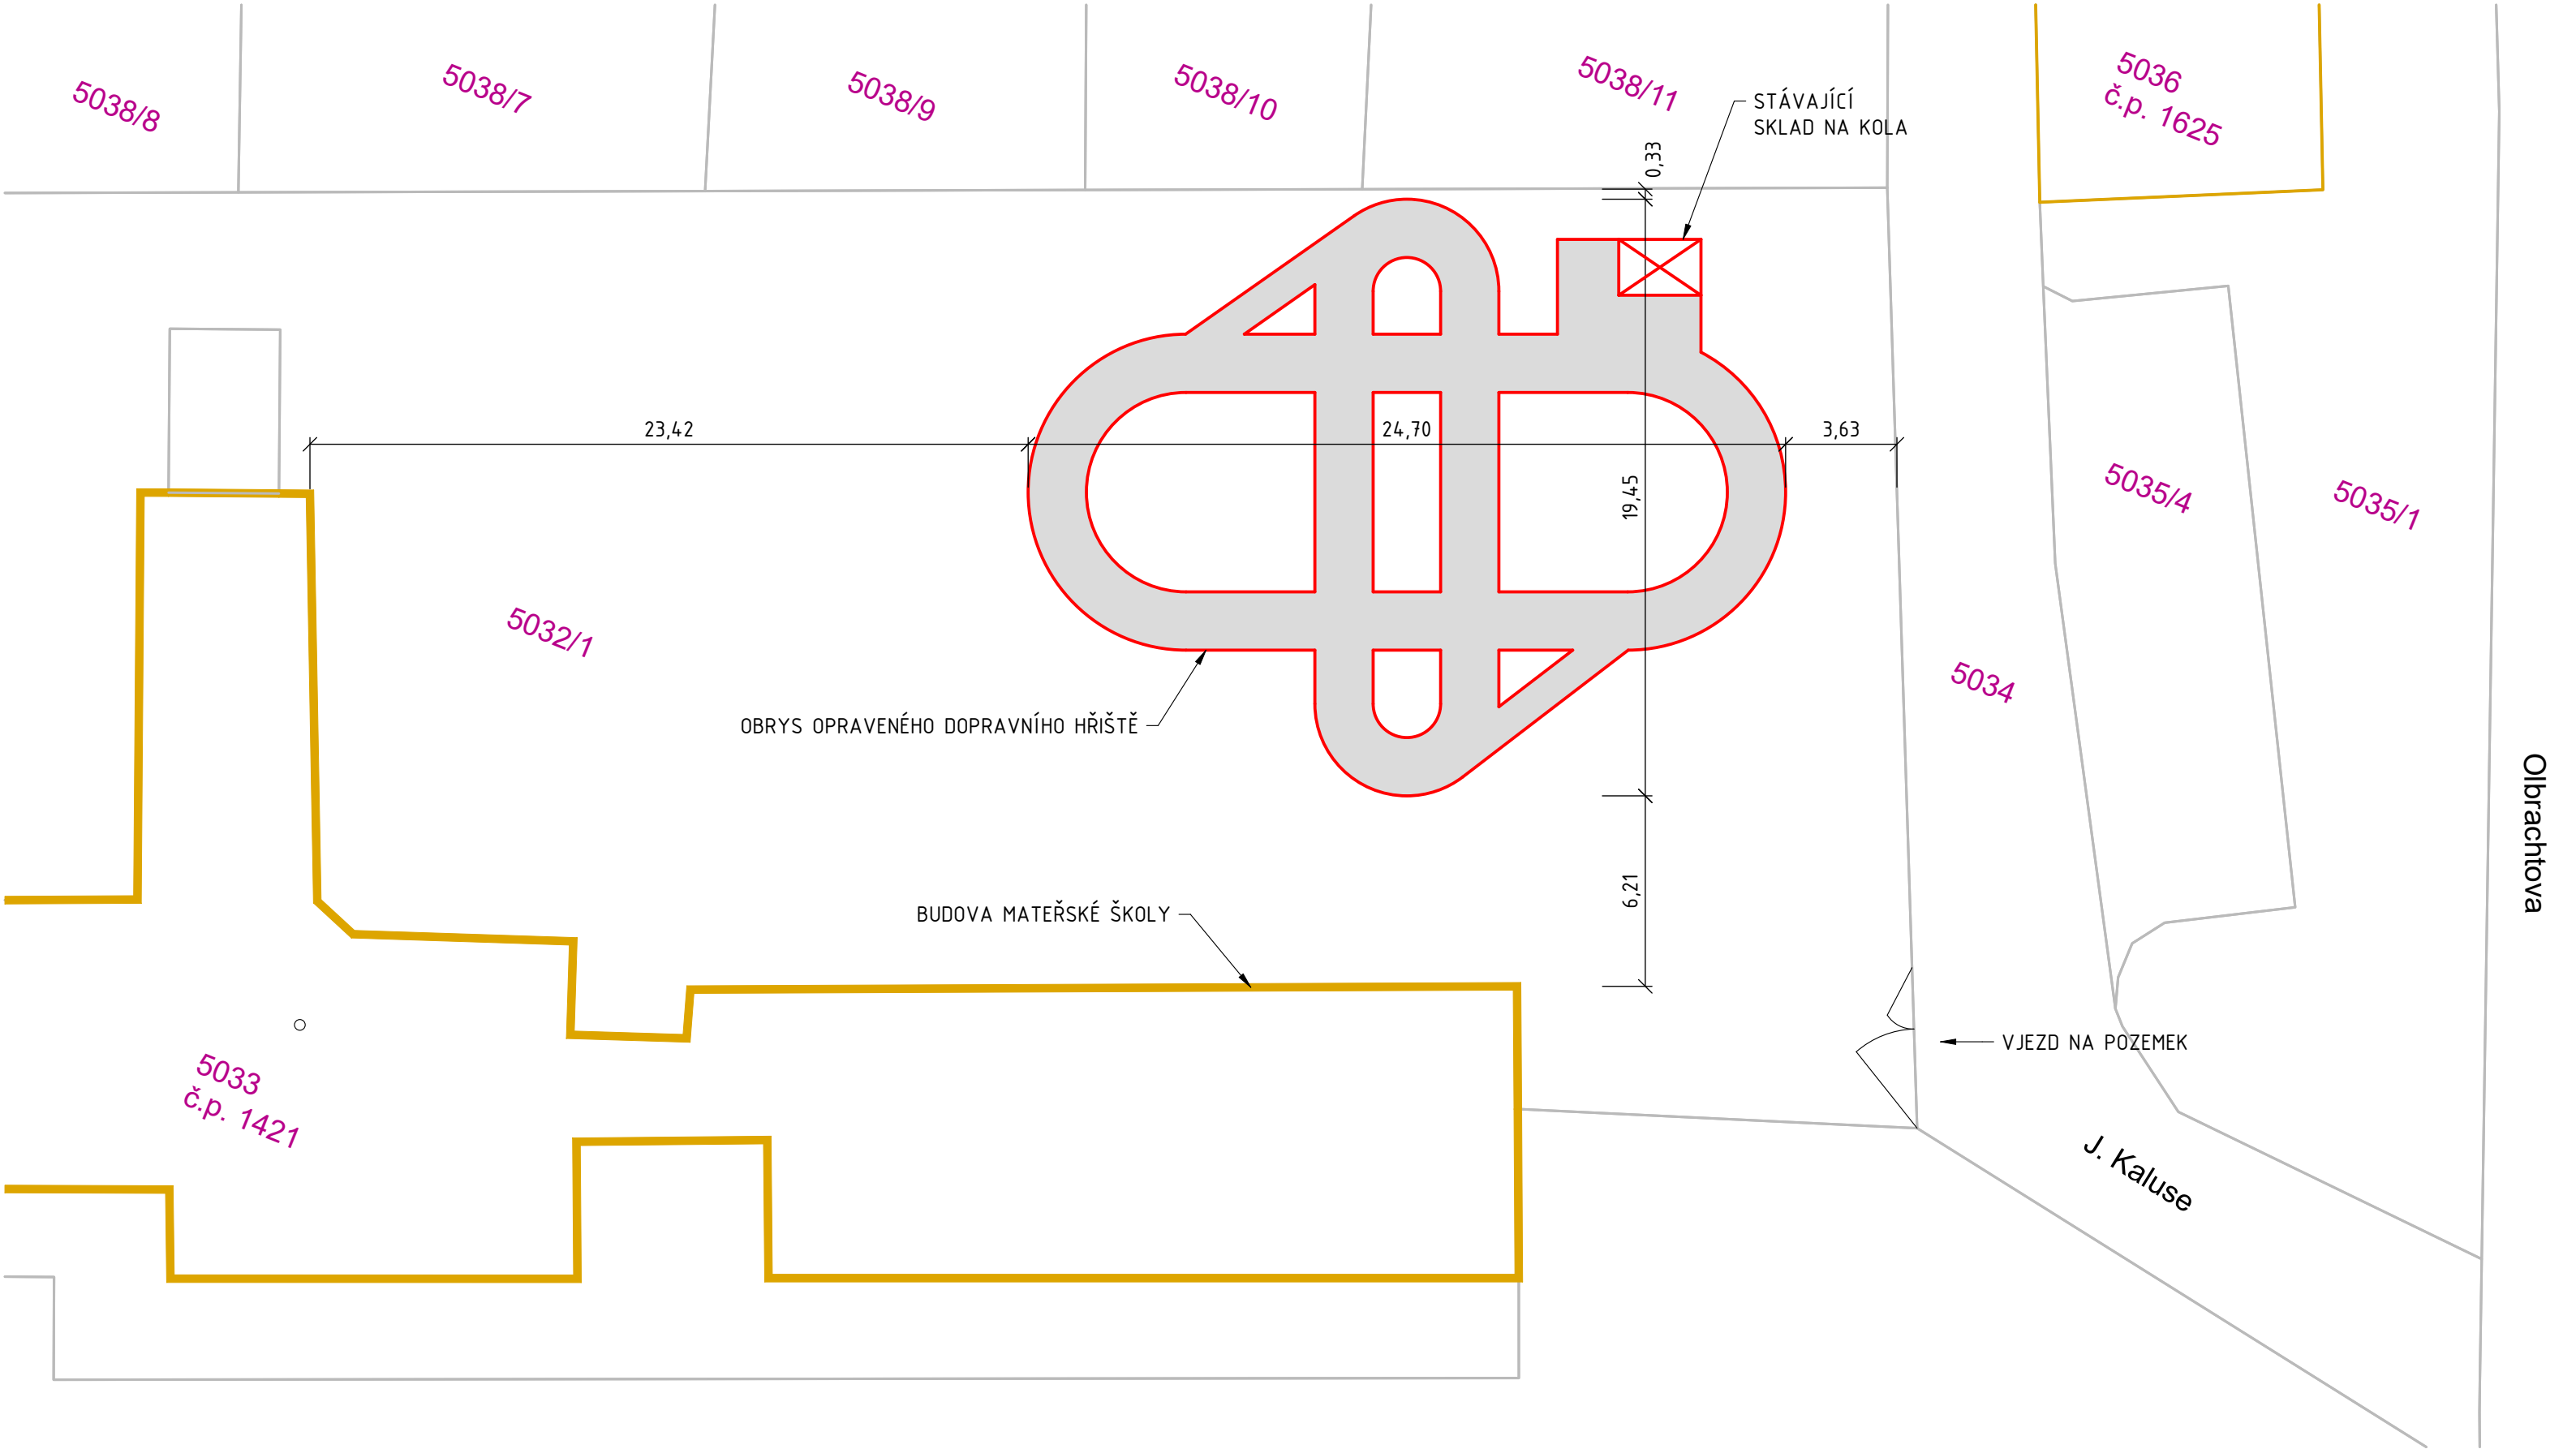 5038/8
5038/7
5038/9
5038/10
5038/11
STÁVAJÍCÍ
SKLAD NA KOLA
5036
č.p. 1625
0,33
23,42
24,70
3,63
19,45
5035/4
5035/1
5032/1
5034
OBRYS OPRAVENÉHO DOPRAVNÍHO HŘIŠTĚ
Olbrachtova
6,21
BUDOVA MATEŘSKÉ ŠKOLY
VJEZD NA POZEMEK
5033
č.p. 1421
J. Kaluse